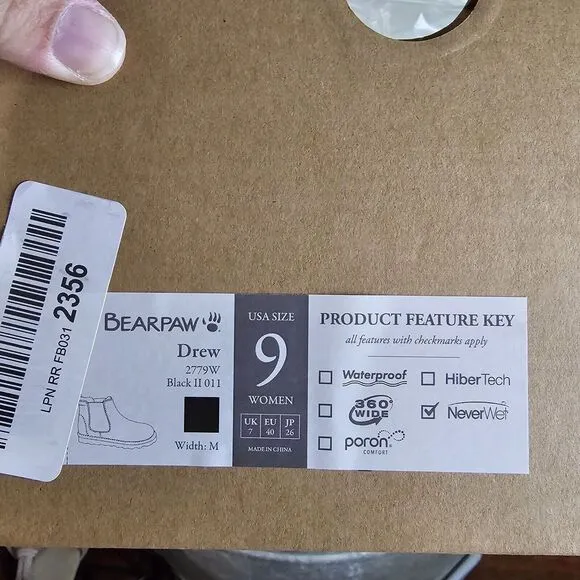 LPN RR FB031 2356
BEARPAW
Drew
2779W
Black II 011
Width: M
USA SIZE
9
WOMEN
UK EU JP
7 40 26
MADE IN CHINA
PRODUCT FEATURE KEY
all features with checkmarks apply
Waterproof HiberTech
360° WIDE NeverWet
poron
COMFORT